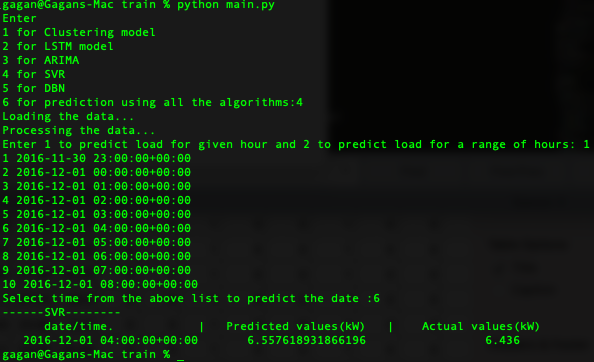 gagan@Gagans-Mac train % python main.py
Enter
1 for Clustering model
2 for LSTM model
3 for ARIMA
4 for SVR
5 for DBN
6 for prediction using all the algorithms:4
Loading the data...
Processing the data...
Enter 1 to predict load for given hour and 2 to predict load for a range of hours: 1
1 2016-11-30 23:00:00+00:00
2 2016-12-01 00:00:00+00:00
3 2016-12-01 01:00:00+00:00
4 2016-12-01 02:00:00+00:00
5 2016-12-01 03:00:00+00:00
6 2016-12-01 04:00:00+00:00
7 2016-12-01 05:00:00+00:00
8 2016-12-01 06:00:00+00:00
9 2016-12-01 07:00:00+00:00
10 2016-12-01 08:00:00+00:00
Select time from the above list to predict the date :6
------SVR--------
date/time. | Predicted values(kW) | Actual values(kW)
2016-12-01 04:00:00+00:00 6.557618931866196 6.436
gagan@Gagans-Mac train % _